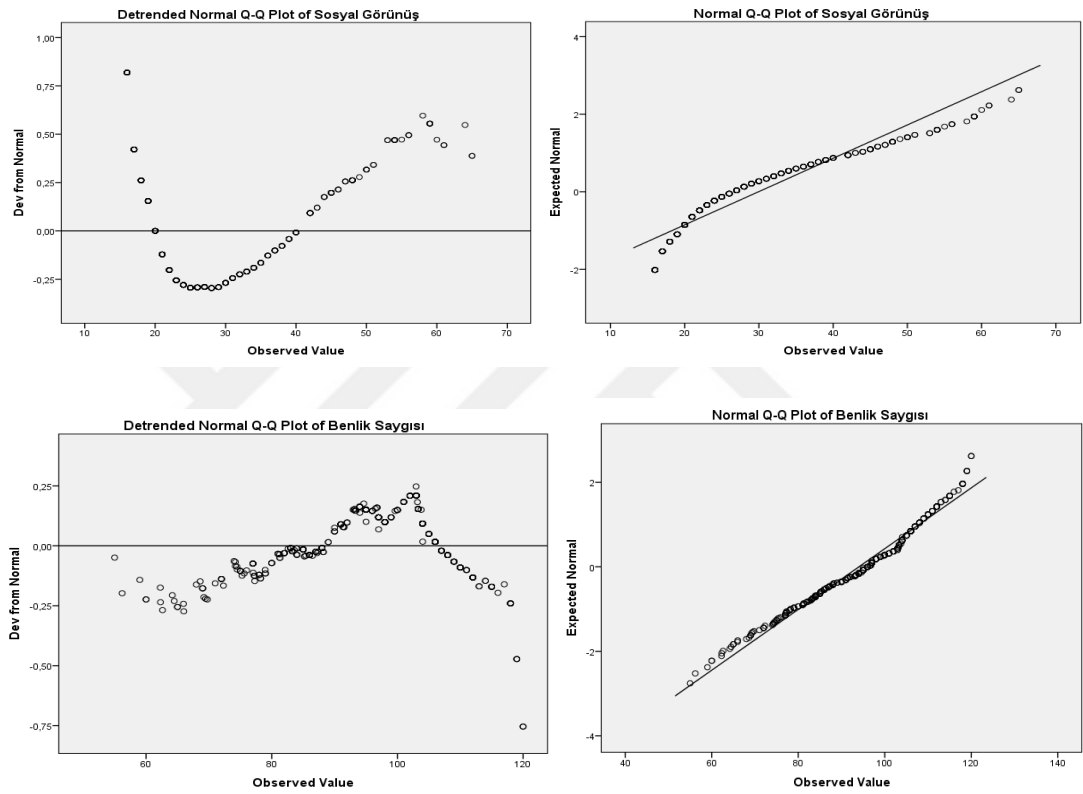 Detrended Normal Q-Q Plot of Sosyal Görünüş
Dev from Normal
1,00
0,75
0,50
0,25
0,00
-0,25
10 20 30 40 50 60 70
Observed Value
Normal Q-Q Plot of Sosyal Görünüş
Expected Normal
4
2
0
-2
10 20 30 40 50 60 70
Observed Value
Detrended Normal Q-Q Plot of Benlik Saygısı
Dev from Normal
0,25
0,00
-0,25
-0,50
-0,75
60 80 100 120
Observed Value
Normal Q-Q Plot of Benlik Saygısı
Expected Normal
2
0
-2
-4
40 60 80 100 120 140
Observed Value